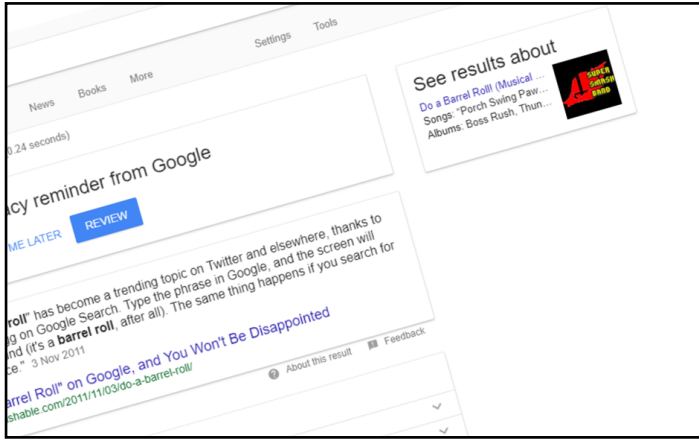 News Books More Settings Tools
0.24 seconds)
acy reminder from Google
ME LATER REVIEW
roll" has become a trending topic on Twitter and elsewhere, thanks to
g on Google Search. Type the phrase in Google, and the screen will
nd (it's a barrel roll, after all). The same thing happens if you search for
ce." 3 Nov 2011
arrel Roll" on Google, and You Won't Be Disappointed
shable.com/2011/11/03/do-a-barrel-roll/
About this result Feedback
See results about
Do a Barrel Roll! (Musical ...
Songs: "Porch Swing Paw...
Albums: Boss Rush, Thun...
SUPER
SMASH
BAND